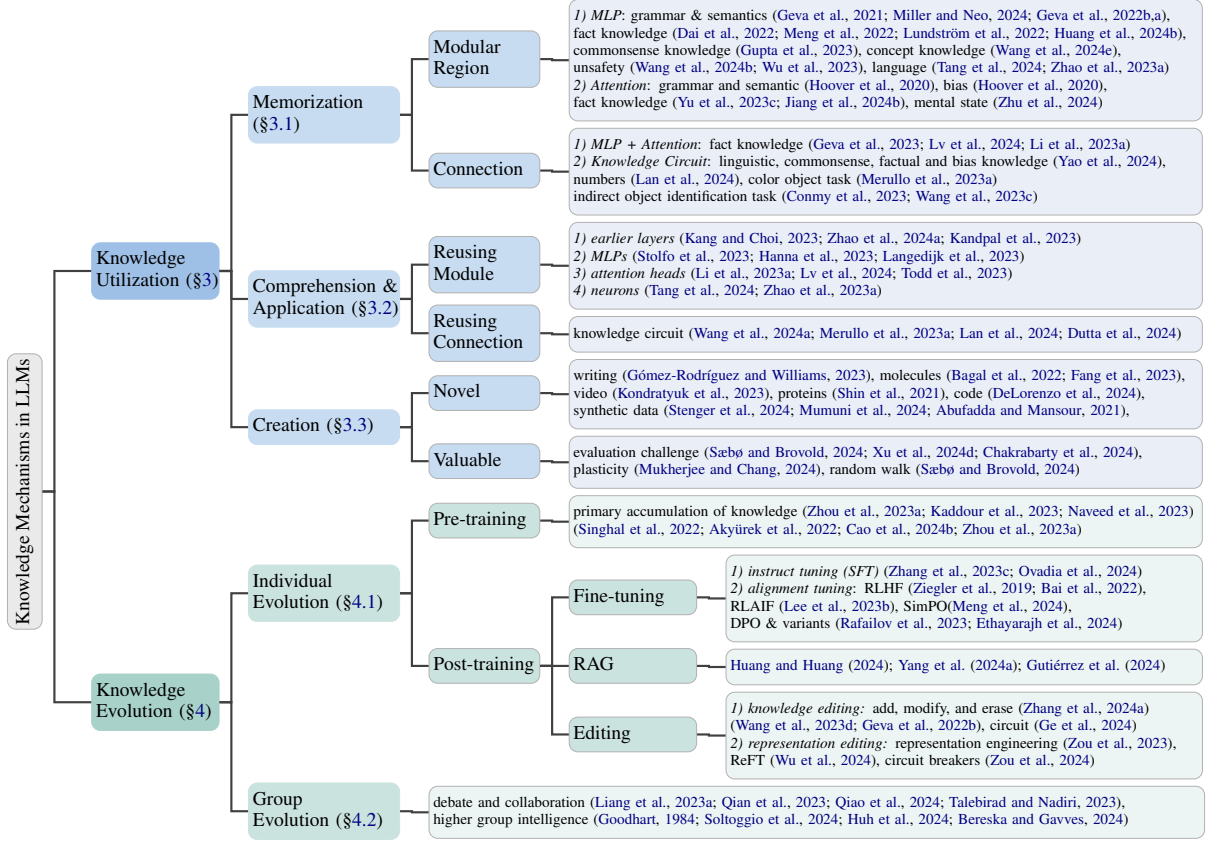 Knowledge Mechanisms in LLMs
Knowledge
Utilization (§3)
Memorization
(§3.1)
Modular
Region
1) MLP: grammar & semantics (Geva et al., 2021; Miller and Neo, 2024; Geva et al., 2022b,a),
fact knowledge (Dai et al., 2022; Meng et al., 2022; Lundström et al., 2022; Huang et al., 2024b),
commonsense knowledge (Gupta et al., 2023), concept knowledge (Wang et al., 2024e),
unsafety (Wang et al., 2024b; Wu et al., 2023), language (Tang et al., 2024; Zhao et al., 2023a)
2) Attention: grammar and semantic (Hoover et al., 2020), bias (Hoover et al., 2020),
fact knowledge (Yu et al., 2023c; Jiang et al., 2024b), mental state (Zhu et al., 2024)
Connection
1) MLP + Attention: fact knowledge (Geva et al., 2023; Lv et al., 2024; Li et al., 2023a)
2) Knowledge Circuit: linguistic, commonsense, factual and bias knowledge (Yao et al., 2024),
numbers (Lan et al., 2024), color object task (Merullo et al., 2023a)
indirect object identification task (Conmy et al., 2023; Wang et al., 2023c)
Comprehension &
Application (§3.2)
Reusing
Module
1) earlier layers (Kang and Choi, 2023; Zhao et al., 2024a; Kandpal et al., 2023)
2) MLPs (Stolfo et al., 2023; Hanna et al., 2023; Langedijk et al., 2023)
3) attention heads (Li et al., 2023a; Lv et al., 2024; Todd et al., 2023)
4) neurons (Tang et al., 2024; Zhao et al., 2023a)
Reusing
Connection
knowledge circuit (Wang et al., 2024a; Merullo et al., 2023a; Lan et al., 2024; Dutta et al., 2024)
Creation (§3.3)
Novel
writing (Gómez-Rodríguez and Williams, 2023), molecules (Bagal et al., 2022; Fang et al., 2023),
video (Kondratyuk et al., 2023), proteins (Shin et al., 2021), code (DeLorenzo et al., 2024),
synthetic data (Stenger et al., 2024; Mumuni et al., 2024; Abufadda and Mansour, 2021),
Valuable
evaluation challenge (Sæbø and Brovold, 2024; Xu et al., 2024d; Chakrabarty et al., 2024),
plasticity (Mukherjee and Chang, 2024), random walk (Sæbø and Brovold, 2024)
Knowledge
Evolution (§4)
Individual
Evolution (§4.1)
Pre-training
primary accumulation of knowledge (Zhou et al., 2023a; Kaddour et al., 2023; Naveed et al., 2023)
(Singhal et al., 2022; Akyürek et al., 2022; Cao et al., 2024b; Zhou et al., 2023a)
Post-training
Fine-tuning
1) instruct tuning (SFT) (Zhang et al., 2023c; Ovadia et al., 2024)
2) alignment tuning: RLHF (Ziegler et al., 2019; Bai et al., 2022),
RLAIF (Lee et al., 2023b), SimPO(Meng et al., 2024),
DPO & variants (Rafailov et al., 2023; Ethayarajh et al., 2024)
RAG
Huang and Huang (2024); Yang et al. (2024a); Gutiérrez et al. (2024)
Editing
1) knowledge editing: add, modify, and erase (Zhang et al., 2024a)
(Wang et al., 2023d; Geva et al., 2022b), circuit (Ge et al., 2024)
2) representation editing: representation engineering (Zou et al., 2023),
ReFT (Wu et al., 2024), circuit breakers (Zou et al., 2024)
Group
Evolution (§4.2)
debate and collaboration (Liang et al., 2023a; Qian et al., 2023; Qiao et al., 2024; Talebirad and Nadiri, 2023),
higher group intelligence (Goodhart, 1984; Soltoggio et al., 2024; Huh et al., 2024; Bereska and Gavves, 2024)